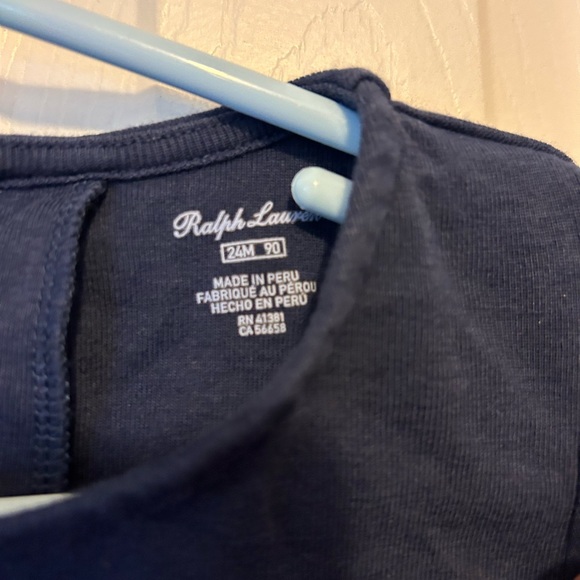 Ralph Lauren
24M 90
MADE IN PERU
FABRIQUÉ AU PÉROU
HECHO EN PERÚ
RN 41381
CA 56658